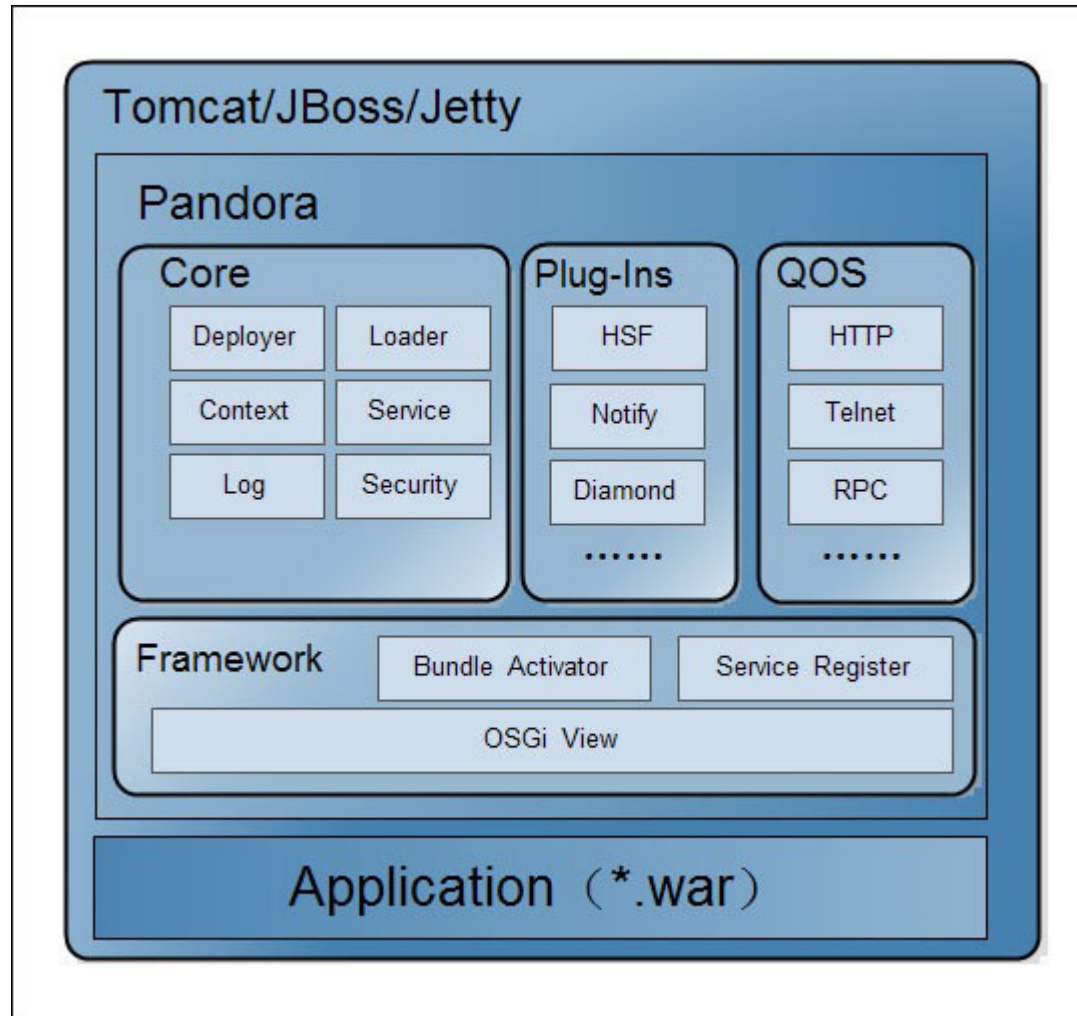 Tomcat/JBoss/Jetty
Pandora
Core
Deployer
Loader
Context
Service
Log
Security
Plug-Ins
HSF
Notify
Diamond
……
QOS
HTTP
Telnet
RPC
……
Framework
Bundle Activator
Service Register
OSGi View
Application（*.war）